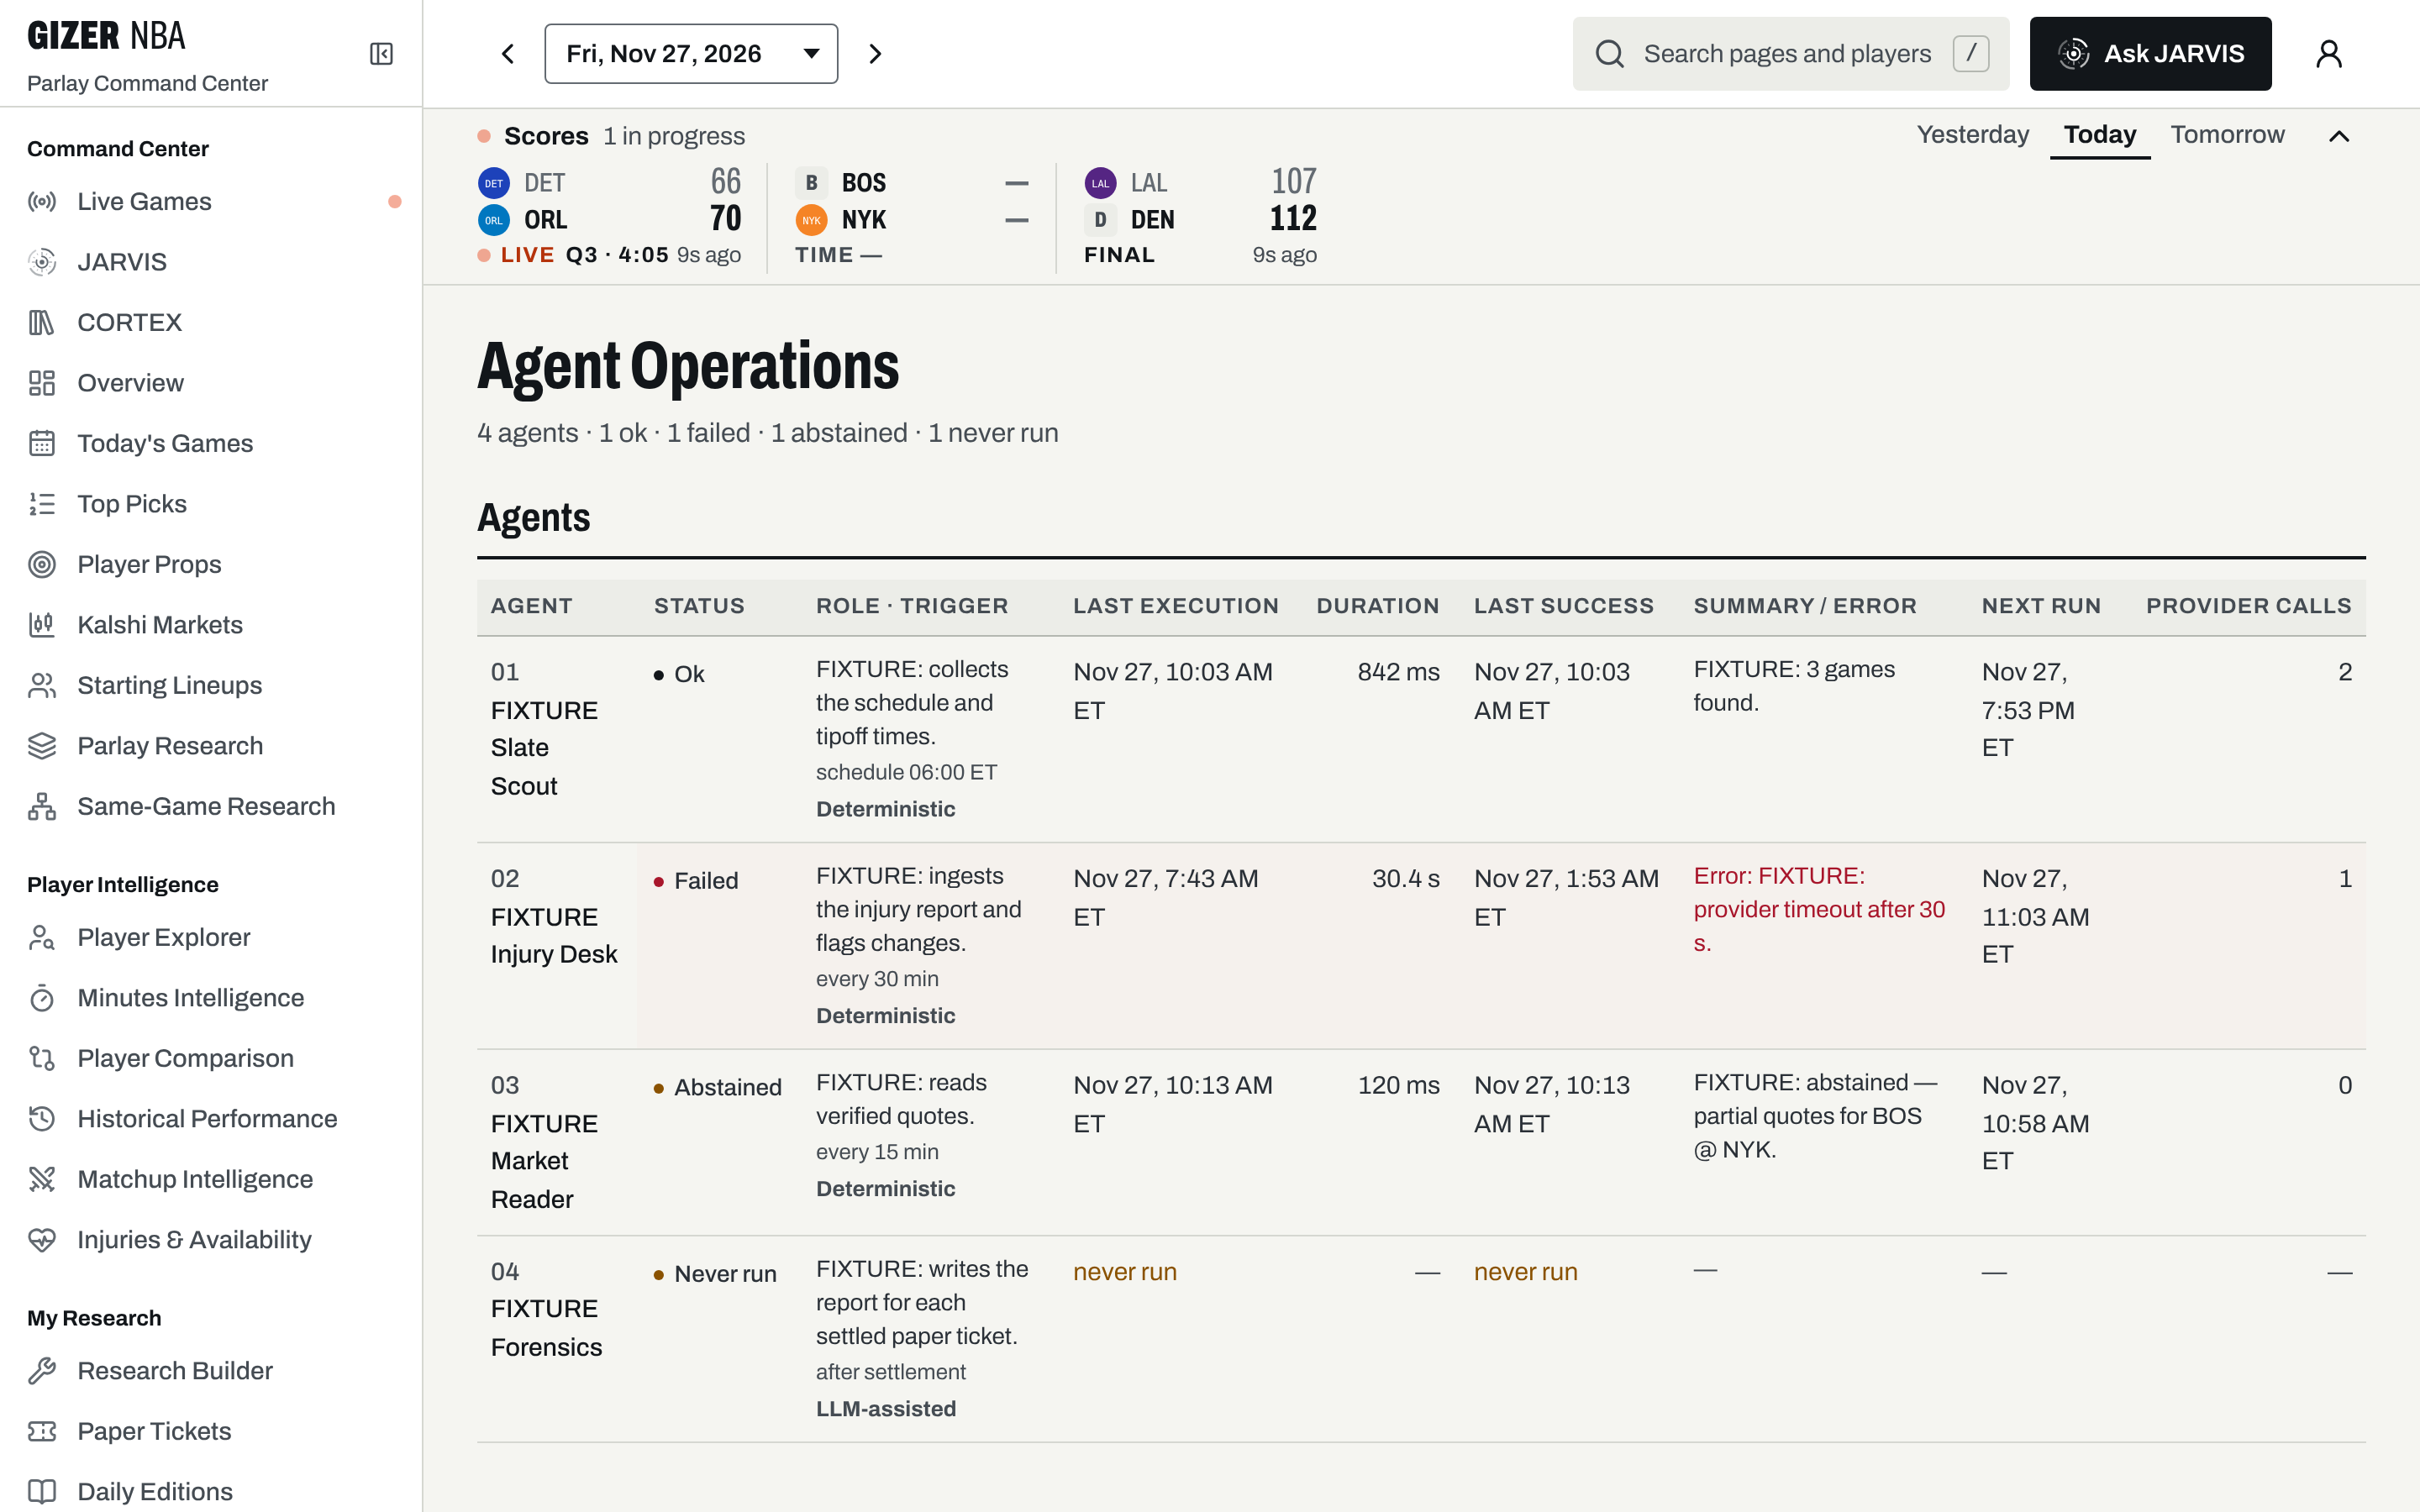 GIZER NBA
Parlay Command Center
Fri, Nov 27, 2026
Search pages and players /
Ask JARVIS
Command Center
Live Games
JARVIS
CORTEX
Overview
Today's Games
Top Picks
Player Props
Kalshi Markets
Starting Lineups
Parlay Research
Same-Game Research
Player Intelligence
Player Explorer
Minutes Intelligence
Player Comparison
Historical Performance
Matchup Intelligence
Injuries & Availability
My Research
Research Builder
Paper Tickets
Daily Editions
Scores 1 in progress
Yesterday Today Tomorrow
DET DET 66
ORL ORL 70
LIVE Q3 · 4:05 9s ago
B BOS —
NYK NYK —
TIME —
LAL LAL 107
D DEN 112
FINAL 9s ago
Agent Operations
4 agents · 1 ok · 1 failed · 1 abstained · 1 never run
Agents
AGENT STATUS ROLE · TRIGGER LAST EXECUTION DURATION LAST SUCCESS SUMMARY / ERROR NEXT RUN PROVIDER CALLS
01
FIXTURE
Slate
Scout
Ok
FIXTURE: collects
the schedule and
tipoff times.
schedule 06:00 ET
Deterministic
Nov 27, 10:03 AM
ET
842 ms
Nov 27, 10:03
AM ET
FIXTURE: 3 games
found.
Nov 27,
7:53 PM
ET
2
02
FIXTURE
Injury Desk
Failed
FIXTURE: ingests
the injury report and
flags changes.
every 30 min
Deterministic
Nov 27, 7:43 AM
ET
30.4 s
Nov 27, 1:53 AM
ET
Error: FIXTURE:
provider timeout after 30
s.
Nov 27,
11:03 AM
ET
1
03
FIXTURE
Market
Reader
Abstained
FIXTURE: reads
verified quotes.
every 15 min
Deterministic
Nov 27, 10:13 AM
ET
120 ms
Nov 27, 10:13
AM ET
FIXTURE: abstained —
partial quotes for BOS
@ NYK.
Nov 27,
10:58 AM
ET
0
04
FIXTURE
Forensics
Never run
FIXTURE: writes the
report for each
settled paper ticket.
after settlement
LLM-assisted
never run
—
never run
—
—
—